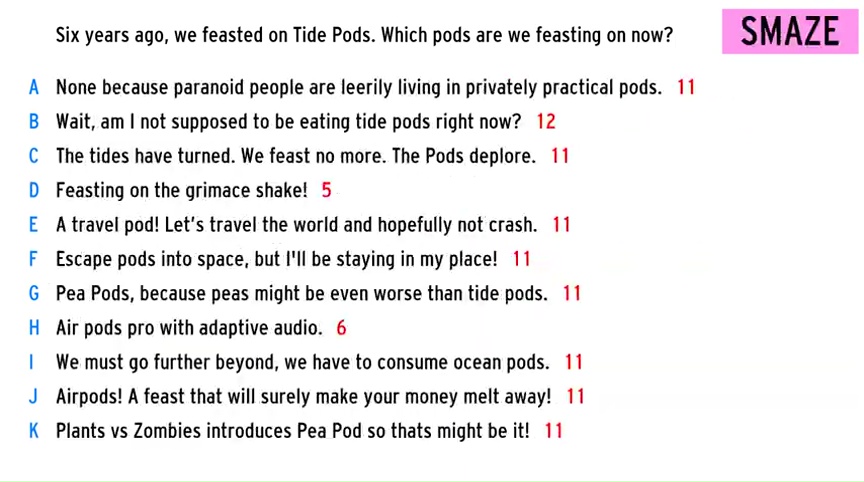 Six years ago, we feasted on Tide Pods. Which pods are we feasting on now?
SMAZE
A None because paranoid people are leerily living in privately practical pods. 11
B Wait, am I not supposed to be eating tide pods right now? 12
C The tides have turned. We feast no more. The Pods deplore. 11
D Feasting on the grimace shake! 5
E A travel pod! Let's travel the world and hopefully not crash. 11
F Escape pods into space, but I'll be staying in my place! 11
G Pea Pods, because peas might be even worse than tide pods. 11
H Air pods pro with adaptive audio. 6
I We must go further beyond, we have to consume ocean pods. 11
J Airpods! A feast that will surely make your money melt away! 11
K Plants vs Zombies introduces Pea Pod so thats might be it! 11